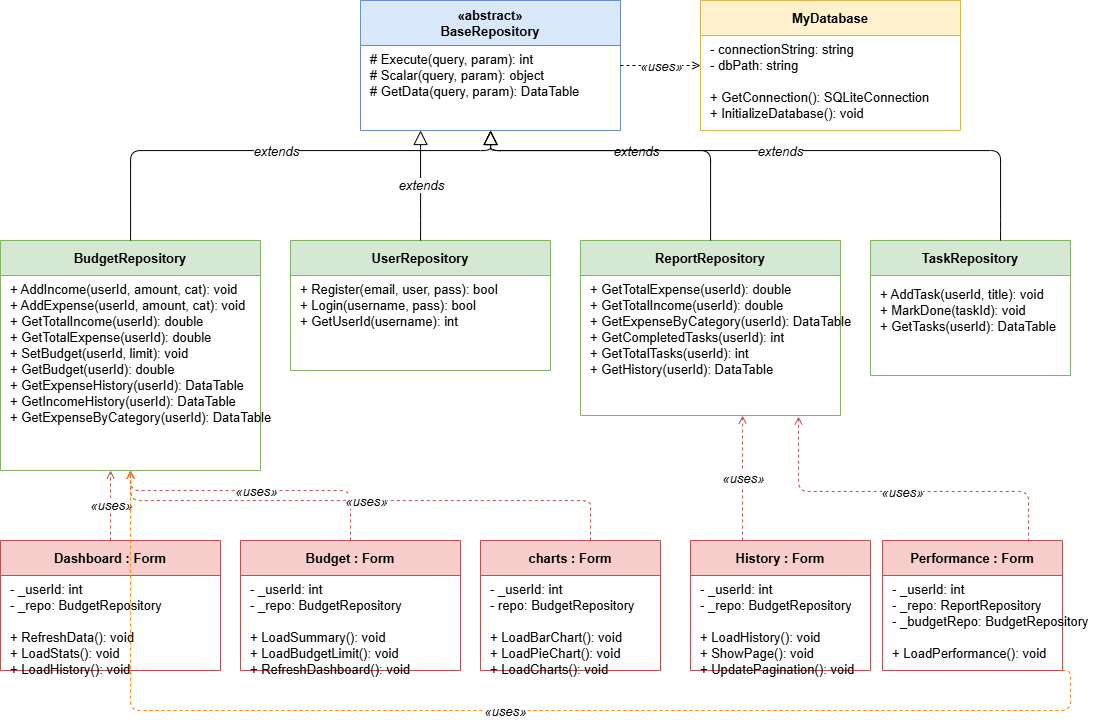 «abstract»
BaseRepository
# Execute(query, param): int
# Scalar(query, param): object
# GetData(query, param): DataTable
«uses»
MyDatabase
- connectionString: string
- dbPath: string
+ GetConnection(): SQLiteConnection
+ InitializeDatabase(): void
extends
extends
extends
extends
BudgetRepository
+ AddIncome(userId, amount, cat): void
+ AddExpense(userId, amount, cat): void
+ GetTotalIncome(userId): double
+ GetTotalExpense(userId): double
+ SetBudget(userId, limit): void
+ GetBudget(userId): double
+ GetExpenseHistory(userId): DataTable
+ GetIncomeHistory(userId): DataTable
+ GetExpenseByCategory(userId): DataTable
UserRepository
+ Register(email, user, pass): bool
+ Login(username, pass): bool
+ GetUserId(username): int
ReportRepository
+ GetTotalExpense(userId): double
+ GetTotalIncome(userId): double
+ GetExpenseByCategory(userId): DataTable
+ GetCompletedTasks(userId): int
+ GetTotalTasks(userId): int
+ GetHistory(userId): DataTable
TaskRepository
+ AddTask(userId, title): void
+ MarkDone(taskId): void
+ GetTasks(userId): DataTable
«uses»
«uses»
«uses»
«uses»
«uses»
Dashboard : Form
- _userId: int
- _repo: BudgetRepository
+ RefreshData(): void
+ LoadStats(): void
+ LoadHistory(): void
Budget : Form
- _userId: int
- _repo: BudgetRepository
+ LoadSummary(): void
+ LoadBudgetLimit(): void
+ RefreshDashboard(): void
charts : Form
- _userId: int
- repo: BudgetRepository
+ LoadBarChart(): void
+ LoadPieChart(): void
+ LoadCharts(): void
History : Form
- _userId: int
- _repo: BudgetRepository
+ LoadHistory(): void
+ ShowPage(): void
+ UpdatePagination(): void
Performance : Form
- _userId: int
- _repo: ReportRepository
- _budgetRepo: BudgetRepository
+ LoadPerformance(): void
«uses»